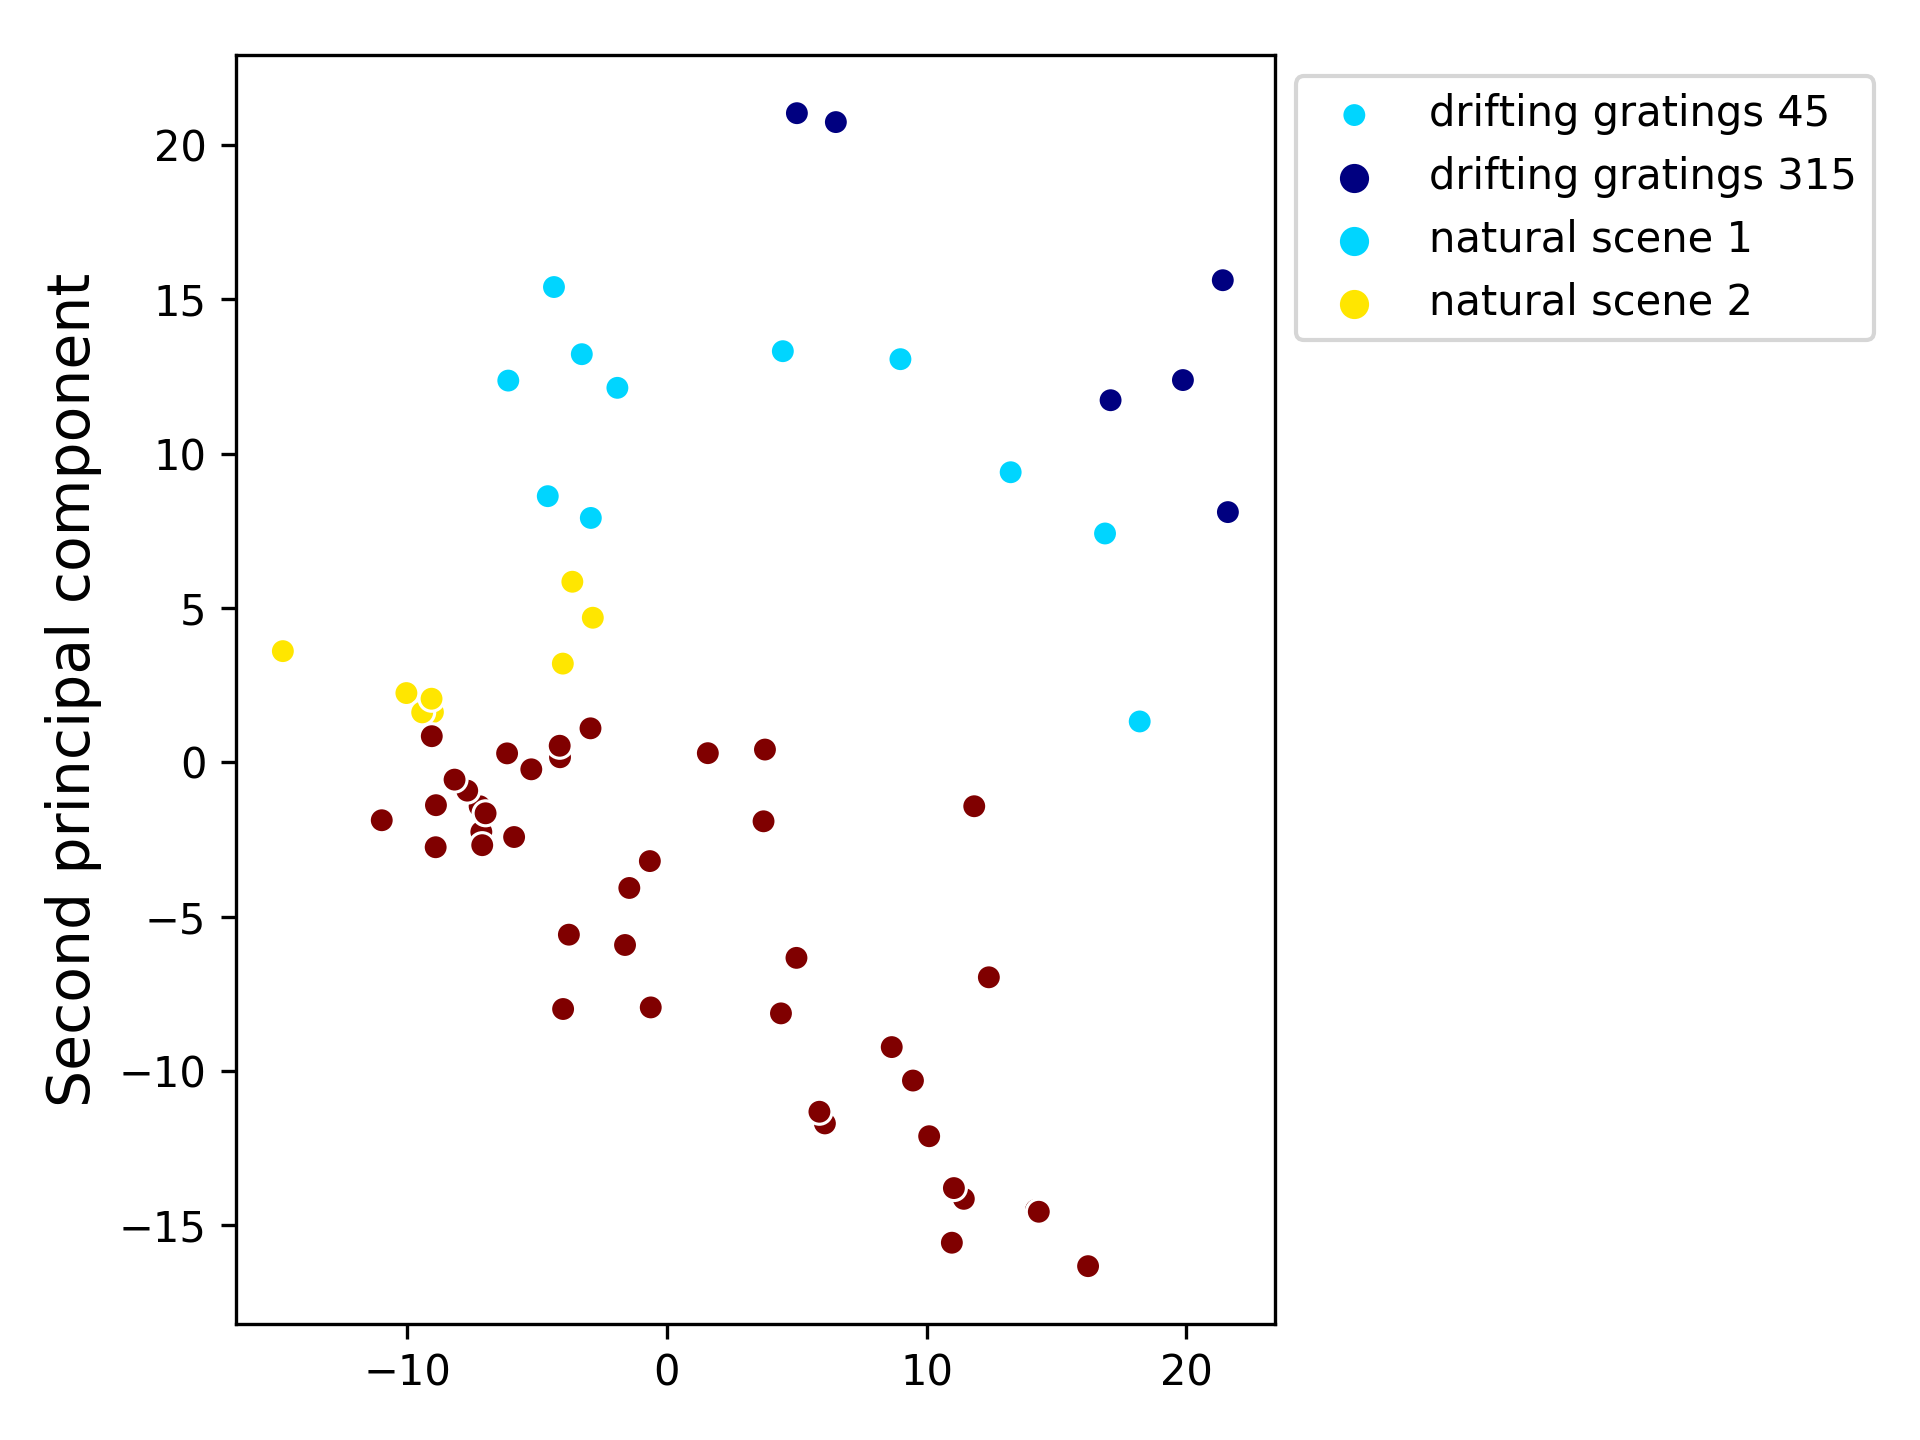 Second principal component
20
15
10
5
0
−5
−10
−15
−10 0 10 20
drifting gratings 45
drifting gratings 315
natural scene 1
natural scene 2